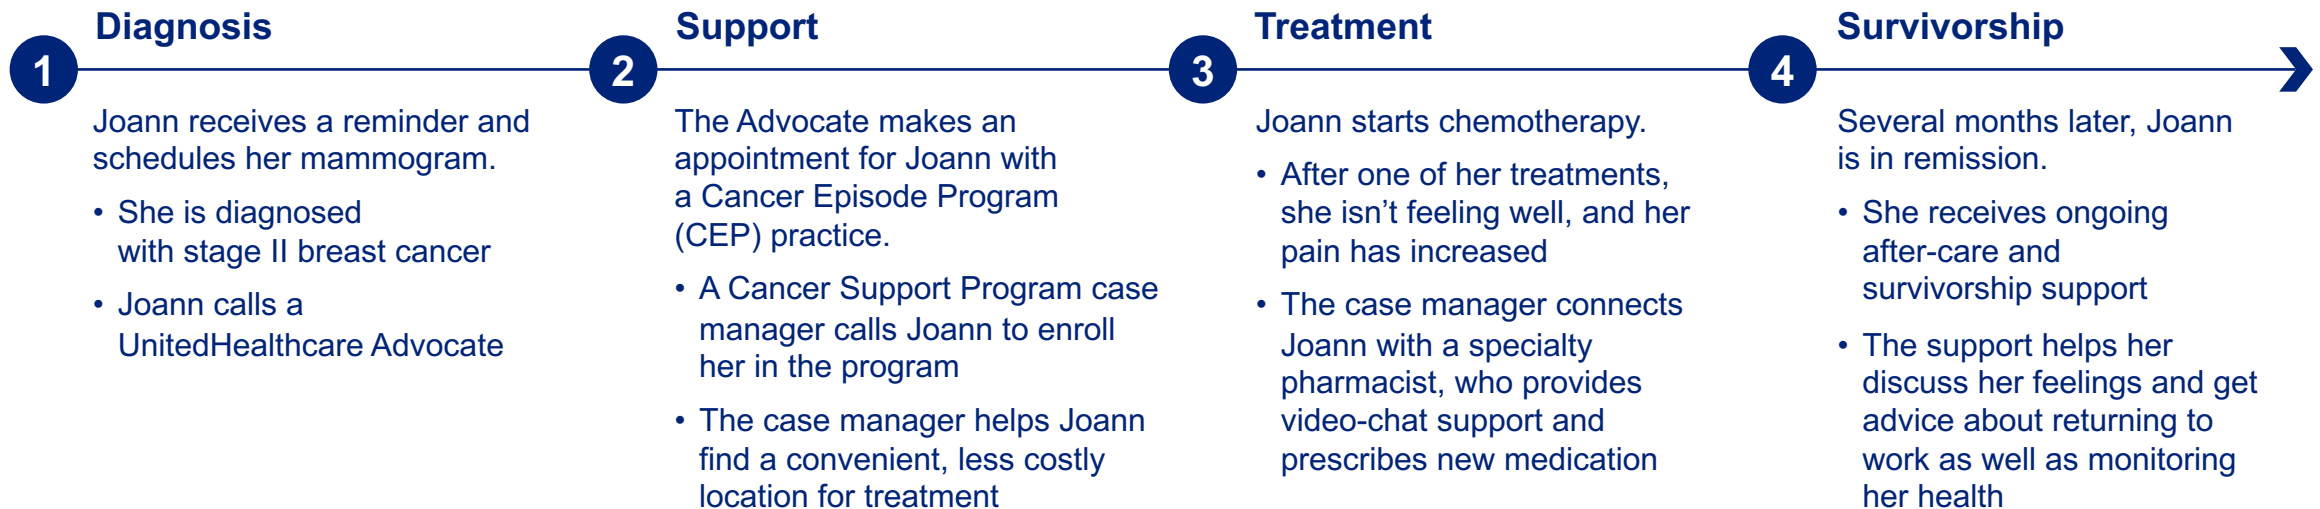 1
Diagnosis
Joann receives a reminder and
schedules her mammogram.
• She is diagnosed
with stage II breast cancer
• Joann calls a
UnitedHealthcare Advocate
2
Support
The Advocate makes an
appointment for Joann with
a Cancer Episode Program
(CEP) practice.
• A Cancer Support Program case
manager calls Joann to enroll
her in the program
• The case manager helps Joann
find a convenient, less costly
location for treatment
3
Treatment
Joann starts chemotherapy.
• After one of her treatments,
she isn’t feeling well, and her
pain has increased
• The case manager connects
Joann with a specialty
pharmacist, who provides
video-chat support and
prescribes new medication
4
Survivorship
Several months later, Joann
is in remission.
• She receives ongoing
after-care and
survivorship support
• The support helps her
discuss her feelings and get
advice about returning to
work as well as monitoring
her health